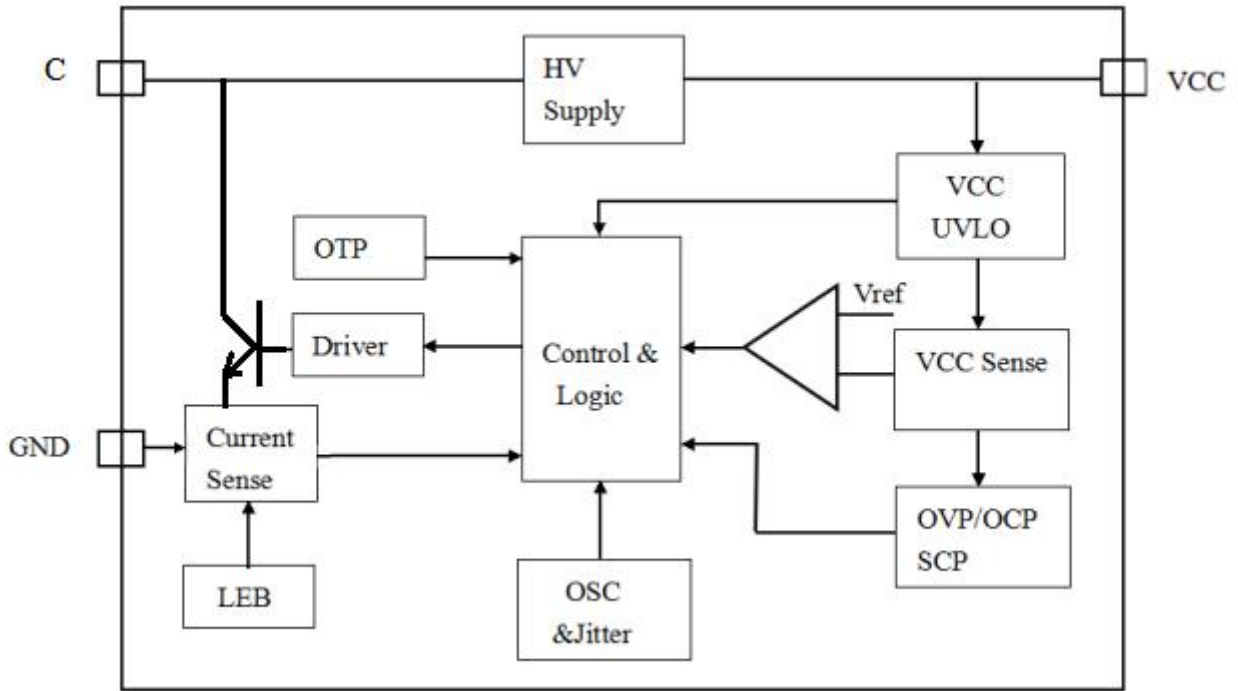 C
HV
Supply
VCC
VCC
UVLO
OTP
Vref
Driver
Control &
Logic
VCC Sense
GND
Current
Sense
OVP/OCP
SCP
LEB
OSC
&Jitter